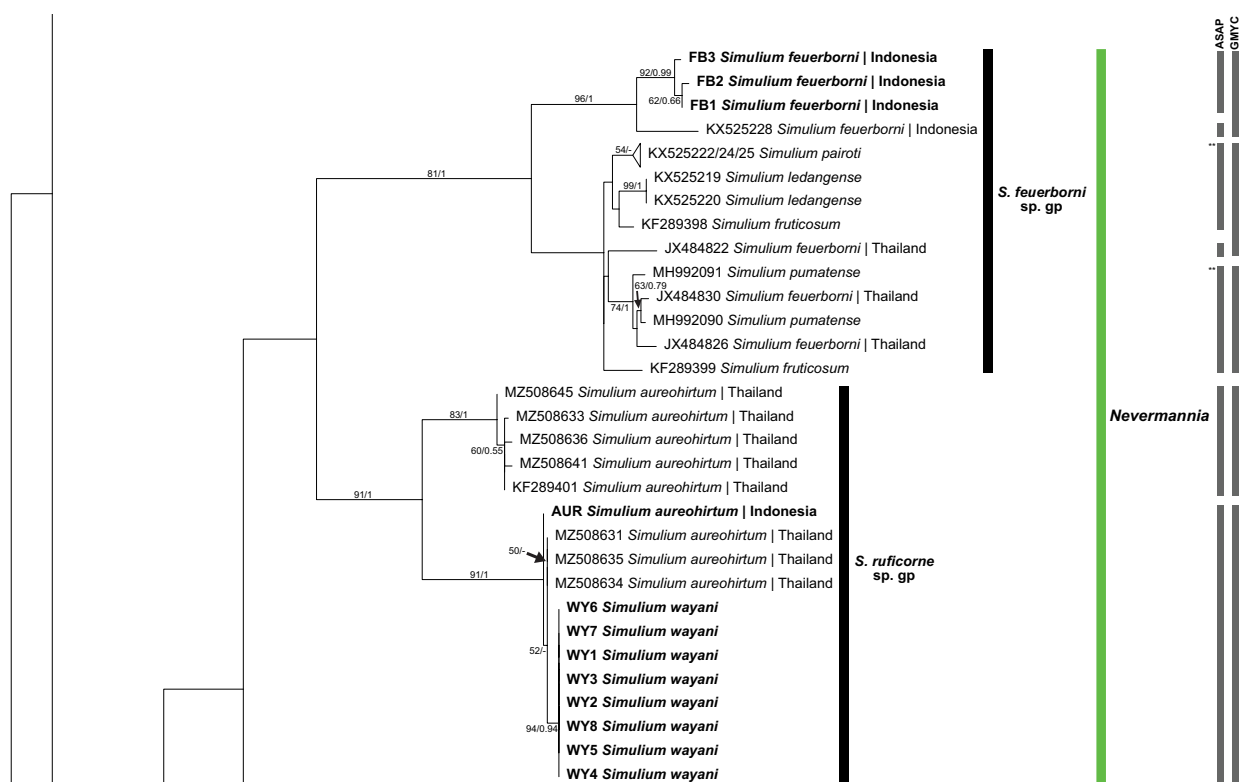 ASAP
GMYC
FB3 Simulium feuerborni | Indonesia
92/0.99
FB2 Simulium feuerborni | Indonesia
96/1
62/0.66
FB1 Simulium feuerborni | Indonesia
KX525228 Simulium feuerborni | Indonesia
**
54/-
KX525222/24/25 Simulium pairoti
81/1
KX525219 Simulium ledangense
99/1
KX525220 Simulium ledangense
S. feuerborni
sp. gp
KF289398 Simulium fruticosum
JX484822 Simulium feuerborni | Thailand
**
MH992091 Simulium pumatense
63/0.79
JX484830 Simulium feuerborni | Thailand
74/1
MH992090 Simulium pumatense
JX484826 Simulium feuerborni | Thailand
KF289399 Simulium fruticosum
MZ508645 Simulium aureohirtum | Thailand
83/1
MZ508633 Simulium aureohirtum | Thailand
Nevermannia
MZ508636 Simulium aureohirtum | Thailand
60/0.55
MZ508641 Simulium aureohirtum | Thailand
KF289401 Simulium aureohirtum | Thailand
91/1
AUR Simulium aureohirtum | Indonesia
MZ508631 Simulium aureohirtum | Thailand
50/-
MZ508635 Simulium aureohirtum | Thailand
S. ruficorne
sp. gp
91/1
MZ508634 Simulium aureohirtum | Thailand
WY6 Simulium wayani
WY7 Simulium wayani
52/-
WY1 Simulium wayani
WY3 Simulium wayani
WY2 Simulium wayani
WY8 Simulium wayani
94/0.94
WY5 Simulium wayani
WY4 Simulium wayani